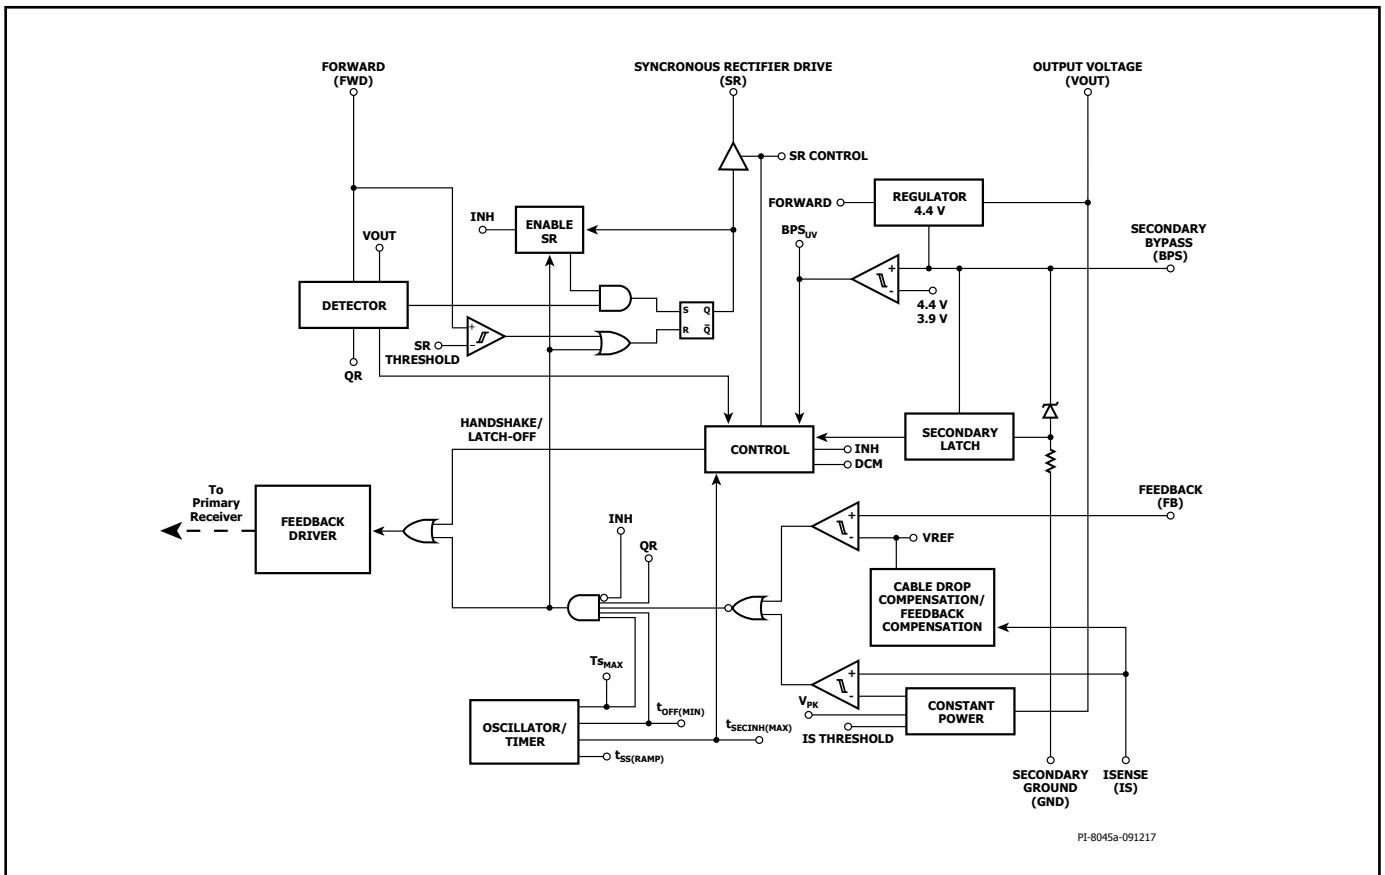 FORWARD
(FWD)
SYNCRONOUS RECTIFIER DRIVE
(SR)
OUTPUT VOLTAGE
(VOUT)
SR CONTROL
FORWARD
REGULATOR
4.4 V
INH
ENABLE
SR
VOUT
BPSUV
SECONDARY
BYPASS
(BPS)
DETECTOR
+
-
4.4 V
3.9 V
S Q
R Q̅
+
-
SR
THRESHOLD
QR
HANDSHAKE/
LATCH-OFF
CONTROL
INH
DCM
SECONDARY
LATCH
To
Primary
Receiver
FEEDBACK
DRIVER
INH
QR
+
-
VREF
FEEDBACK
(FB)
CABLE DROP
COMPENSATION/
FEEDBACK
COMPENSATION
TsMAX
OSCILLATOR/
TIMER
tOFF(MIN)
tSECINH(MAX)
tSS(RAMP)
+
-
VPK
IS THRESHOLD
CONSTANT
POWER
SECONDARY
GROUND
(GND)
ISENSE
(IS)
PI-8045a-091217